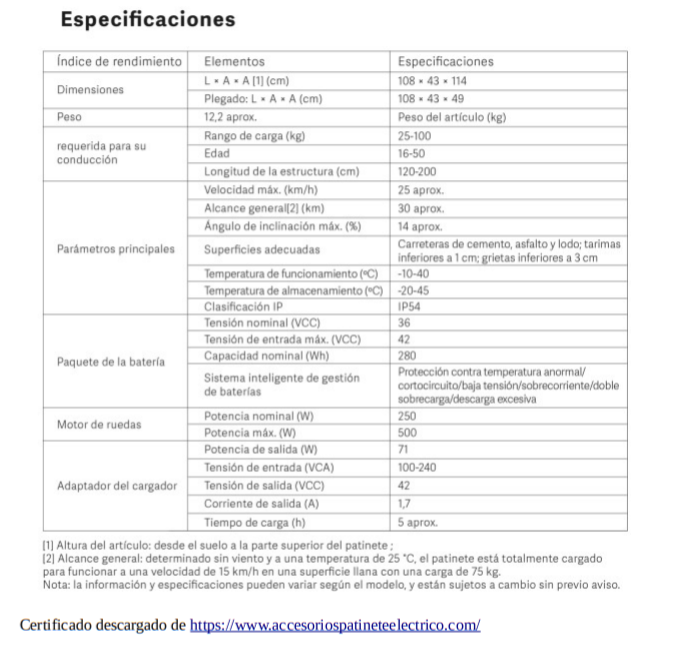 Especificaciones
Índice de rendimiento Elementos Especificaciones
Dimensiones
L × A × A [1] (cm) 108 × 43 × 114
Plegado: L × A × A (cm) 108 × 43 × 49
Peso 12,2 aprox. Peso del artículo (kg)
requerida para su
conducción
Rango de carga (kg) 25-100
Edad 16-50
Longitud de la estructura (cm) 120-200
Parámetros principales
Velocidad máx. (km/h) 25 aprox.
Alcance general[2] (km) 30 aprox.
Ángulo de inclinación máx. (%) 14 aprox.
Superficies adecuadas
Carreteras de cemento, asfalto y lodo; tarimas
inferiores a 1 cm; grietas inferiores a 3 cm
Temperatura de funcionamiento (ºC) -10-40
Temperatura de almacenamiento (ºC) -20-45
Clasificación IP IP54
Paquete de la batería
Tensión nominal (VCC) 36
Tensión de entrada máx. (VCC) 42
Capacidad nominal (Wh) 280
Sistema inteligente de gestión
de baterías
Protección contra temperatura anormal/
cortocircuito/baja tensión/sobrecorriente/doble
sobrecarga/descarga excesiva
Motor de ruedas
Potencia nominal (W) 250
Potencia máx. (W) 500
Adaptador del cargador
Potencia de salida (W) 71
Tensión de entrada (VCA) 100-240
Tensión de salida (VCC) 42
Corriente de salida (A) 1,7
Tiempo de carga (h) 5 aprox.
[1] Altura del artículo: desde el suelo a la parte superior del patinete ;
[2] Alcance general: determinado sin viento y a una temperatura de 25 °C, el patinete está totalmente cargado
para funcionar a una velocidad de 15 km/h en una superficie llana con una carga de 75 kg.
Nota: la información y especificaciones pueden variar según el modelo, y están sujetos a cambio sin previo aviso.
Certificado descargado de https://www.accesoriospatineteelectrico.com/